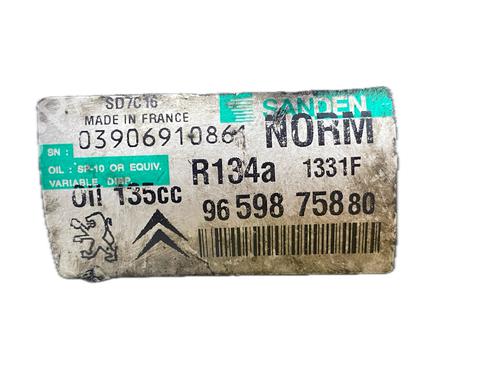 SD7C16
SANDEN
MADE IN FRANCE
SN : 03906910861
NORM
OIL : SP-10 OR EQUIV.
VARIABLE DISP.
R134a 1331F
Oil 135cc
96 598 758 80